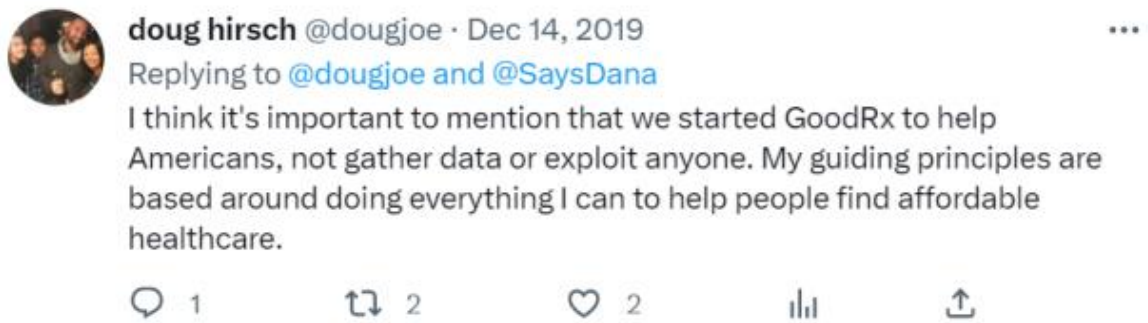 doug hirsch @dougjoe · Dec 14, 2019
Replying to @dougjoe and @SaysDana
I think it's important to mention that we started GoodRx to help
Americans, not gather data or exploit anyone. My guiding principles are
based around doing everything I can to help people find affordable
healthcare.
1 2 2